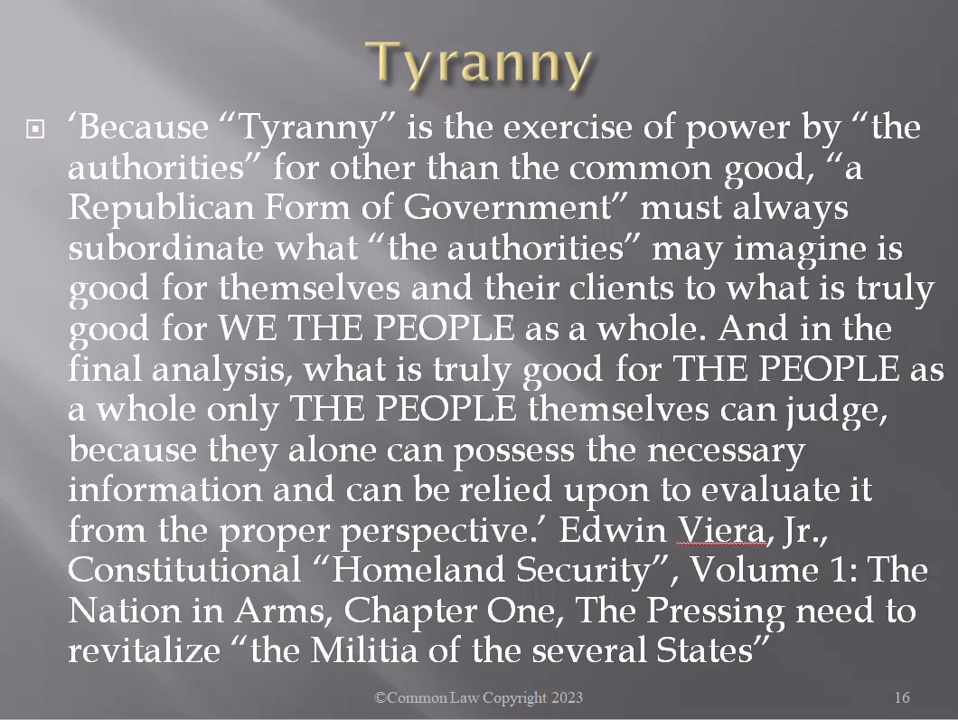 Tyranny
‘Because “Tyranny” is the exercise of power by “the
authorities” for other than the common good, “a
Republican Form of Government” must always
subordinate what “the authorities” may imagine is
good for themselves and their clients to what is truly
good for WE THE PEOPLE as a whole. And in the
final analysis, what is truly good for THE PEOPLE as
a whole only THE PEOPLE themselves can judge,
because they alone can possess the necessary
information and can be relied upon to evaluate it
from the proper perspective.’ Edwin Viera, Jr.,
Constitutional “Homeland Security”, Volume 1: The
Nation in Arms, Chapter One, The Pressing need to
revitalize “the Militia of the several States”
©Common Law Copyright 2023 16